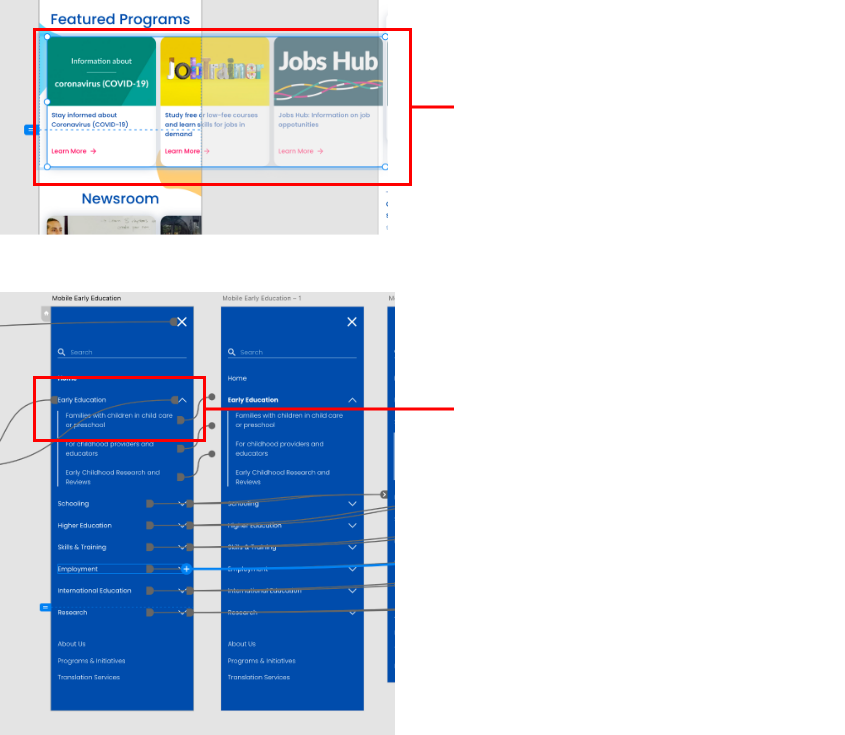 Featured Programs
Information about
coronavirus (COVID-19)
JobTrainer
Jobs Hub
Stay informed about
Coronavirus (COVID-19)
Learn More →
Study free or low-fee courses
and learn skills for jobs in
demand
Learn More →
Jobs Hub: Information on job
oppetunities
Learn More →
Newsroom
Mobile Early Education
Search
Home
Early Education
Families with children in child care
or preschool
For childhood providers and
educators
Early Childhood Research and
Reviews
Schooling
Higher Education
Skills & Training
Employment
International Education
Research
About Us
Programs & Initiatives
Translation Services
Mobile Early Education – 1
Search
Home
Early Education
Families with children in child care
or preschool
For childhood providers and
educators
Early Childhood Research and
Reviews
Schooling
Higher Education
Skills & Training
Employment
International Education
Research
About Us
Programs & Initiatives
Translation Services